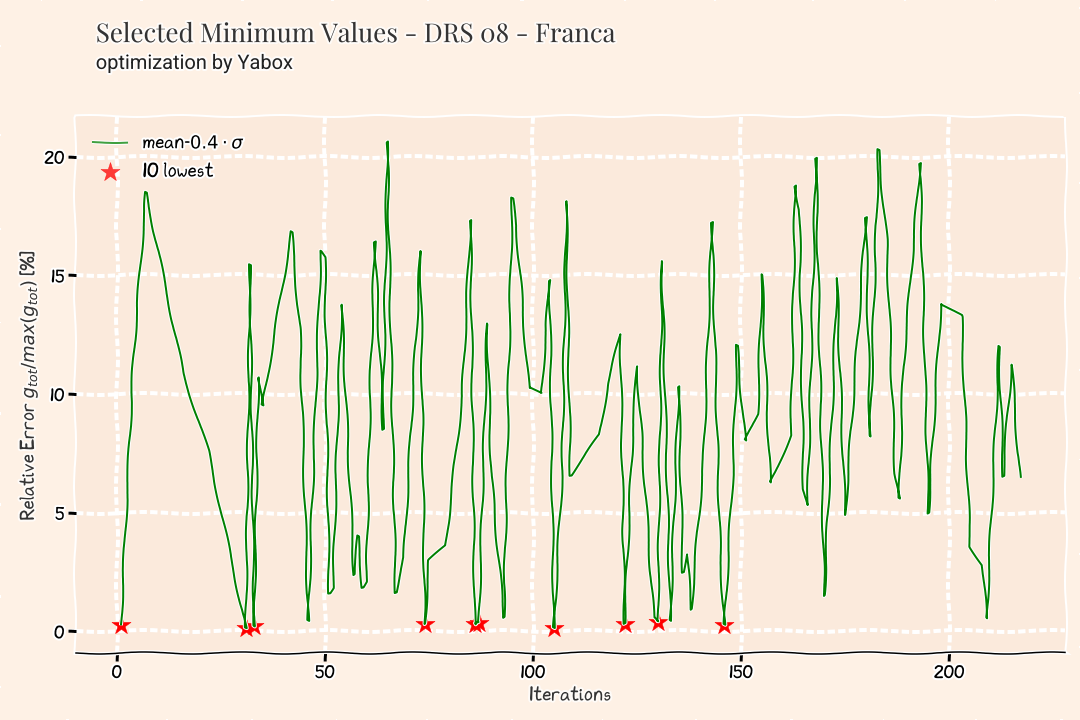 Selected Minimum Values - DRS 08 - Franca
optimization by Yabox
mean-0.4 · σ
10 lowest
Relative Error g_tot/max(g_tot) [%]
20
15
10
5
0
0 50 100 150 200
Iterations